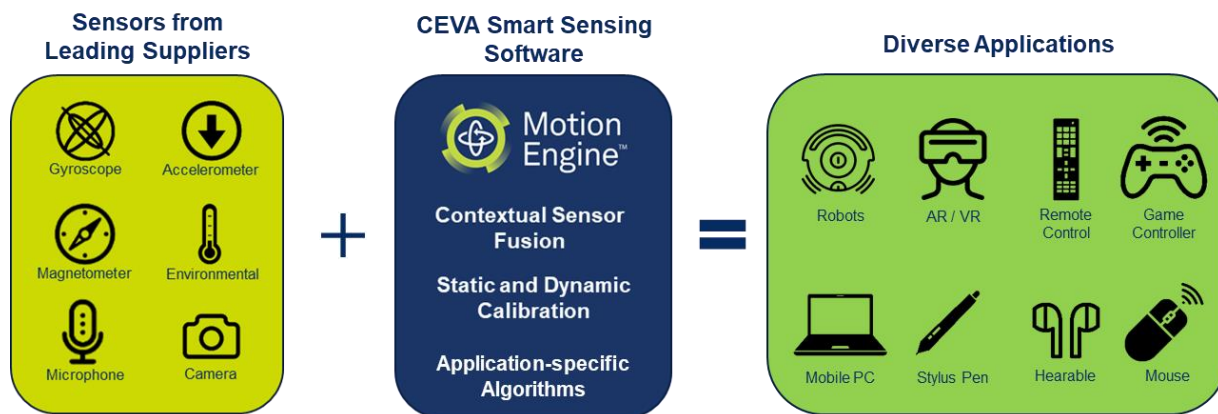 Sensors from
Leading Suppliers
Gyroscope
Accelerometer
Magnetometer
Environmental
Microphone
Camera
+
CEVA Smart Sensing
Software
Motion
Engine™
Contextual Sensor
Fusion
Static and Dynamic
Calibration
Application-specific
Algorithms
=
Diverse Applications
Robots
AR / VR
Remote
Control
Game
Controller
Mobile PC
Stylus Pen
Hearable
Mouse